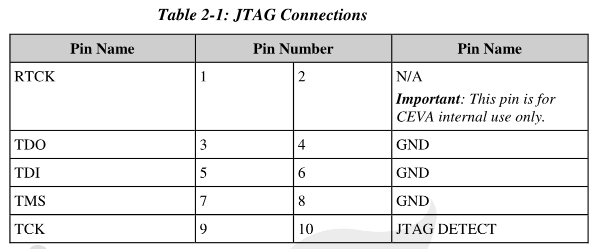 Table 2-1: JTAG Connections
Pin Name Pin Number Pin Name
RTCK 1 2 N/A
Important: This pin is for
CEVA internal use only.
TDO 3 4 GND
TDI 5 6 GND
TMS 7 8 GND
TCK 9 10 JTAG DETECT